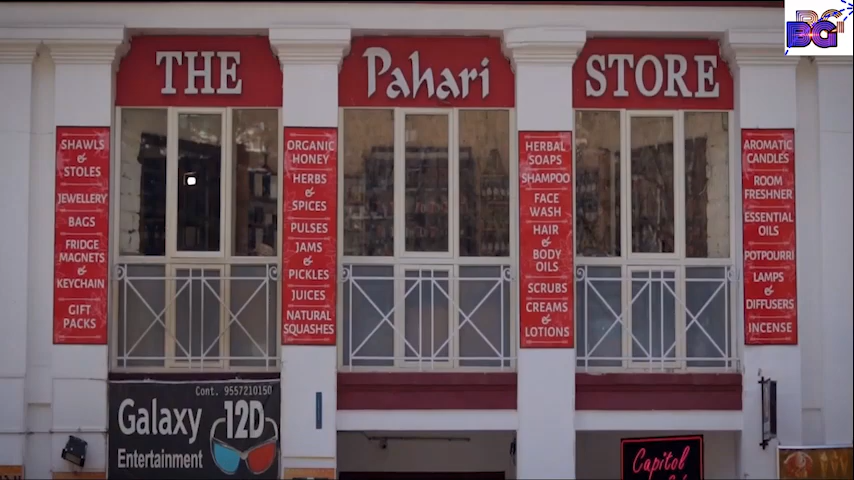 BG
THE
Pahari
STORE
SHAWLS
&
STOLES
JEWELLERY
BAGS
FRIDGE
MAGNETS
&
KEYCHAIN
GIFT
PACKS
ORGANIC
HONEY
HERBS
&
SPICES
PULSES
JAMS
&
PICKLES
JUICES
NATURAL
SQUASHES
HERBAL
SOAPS
SHAMPOO
FACE
WASH
HAIR
&
BODY
OILS
SCRUBS
CREAMS
&
LOTIONS
AROMATIC
CANDLES
ROOM
FRESHNER
ESSENTIAL
OILS
POTPOURRI
LAMPS
&
DIFFUSERS
INCENSE
Cont. 9557210150
Galaxy 12D
Entertainment
Capitol